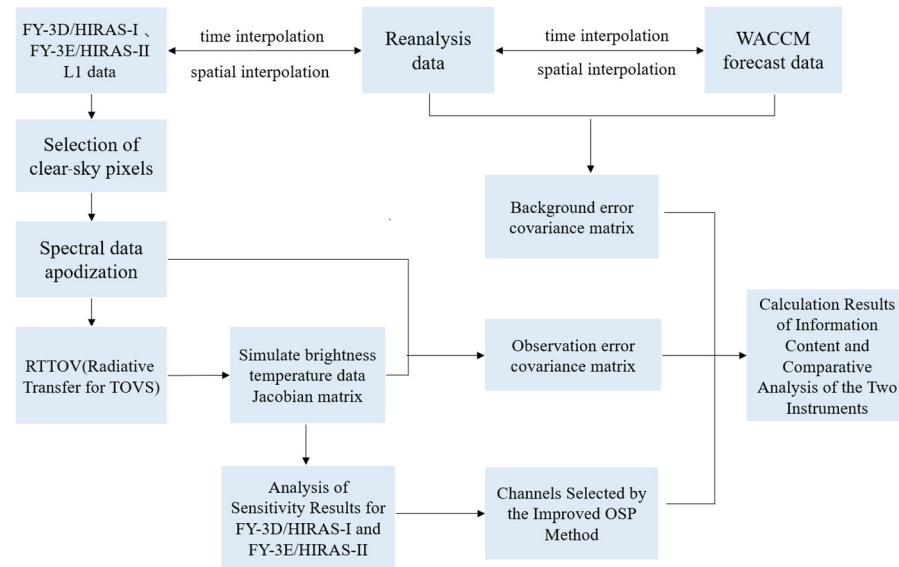 FY-3D/HIRAS-I 、
FY-3E/HIRAS-II
L1 data
time interpolation
spatial interpolation
Reanalysis
data
time interpolation
spatial interpolation
WACCM
forecast data
Selection of
clear-sky pixels
Background error
covariance matrix
Spectral data
apodization
RTTOV(Radiative
Transfer for TOVS)
Simulate brightness
temperature data
Jacobian matrix
Observation error
covariance matrix
Calculation Results
of Information
Content and
Comparative
Analysis of the Two
Instruments
Analysis of
Sensitivity Results for
FY-3D/HIRAS-I and
FY-3E/HIRAS-II
Channels Selected by
the Improved OSP
Method